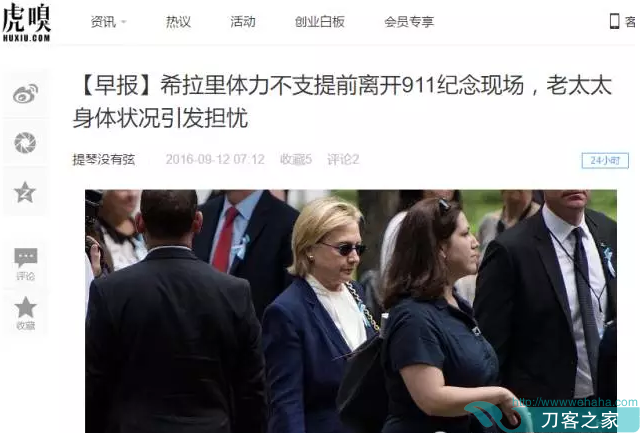 虎嗅
HUXIU.COM
资讯 热议 活动 创业白板 会员专享 客
【早报】希拉里体力不支提前离开911纪念现场，老太太
身体状况引发担忧
提琴没有弦 2016-09-12 07:12 收藏5 评论2 24小时
评论
收藏
http://www.wahaha.com
刀客之家